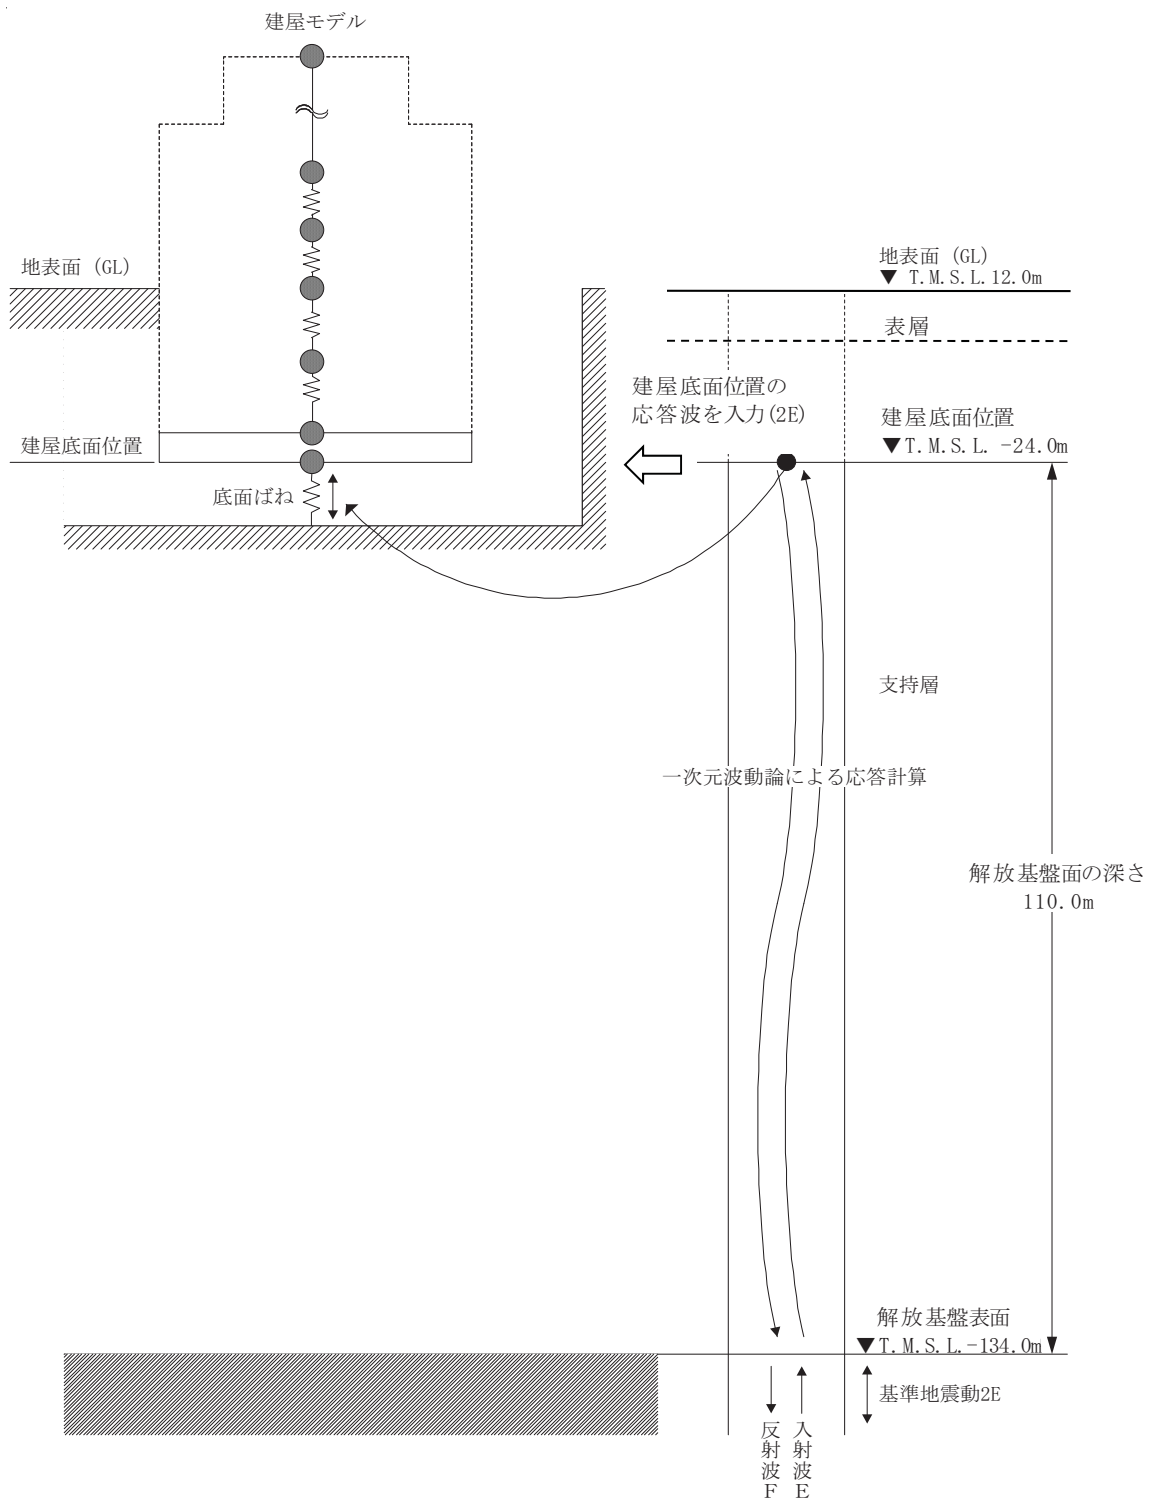 建屋モデル
地表面 (GL)
地表面 (GL)
▼ T.M.S.L.12.0m
表層
建屋底面位置の
応答波を入力(2E)
建屋底面位置
▼T.M.S.L. -24.0m
建屋底面位置
底面ばね
支持層
一次元波動論による応答計算
解放基盤面の深さ
110.0m
解放基盤表面
▼T.M.S.L.-134.0m
基準地震動2E
反射波F
入射波E